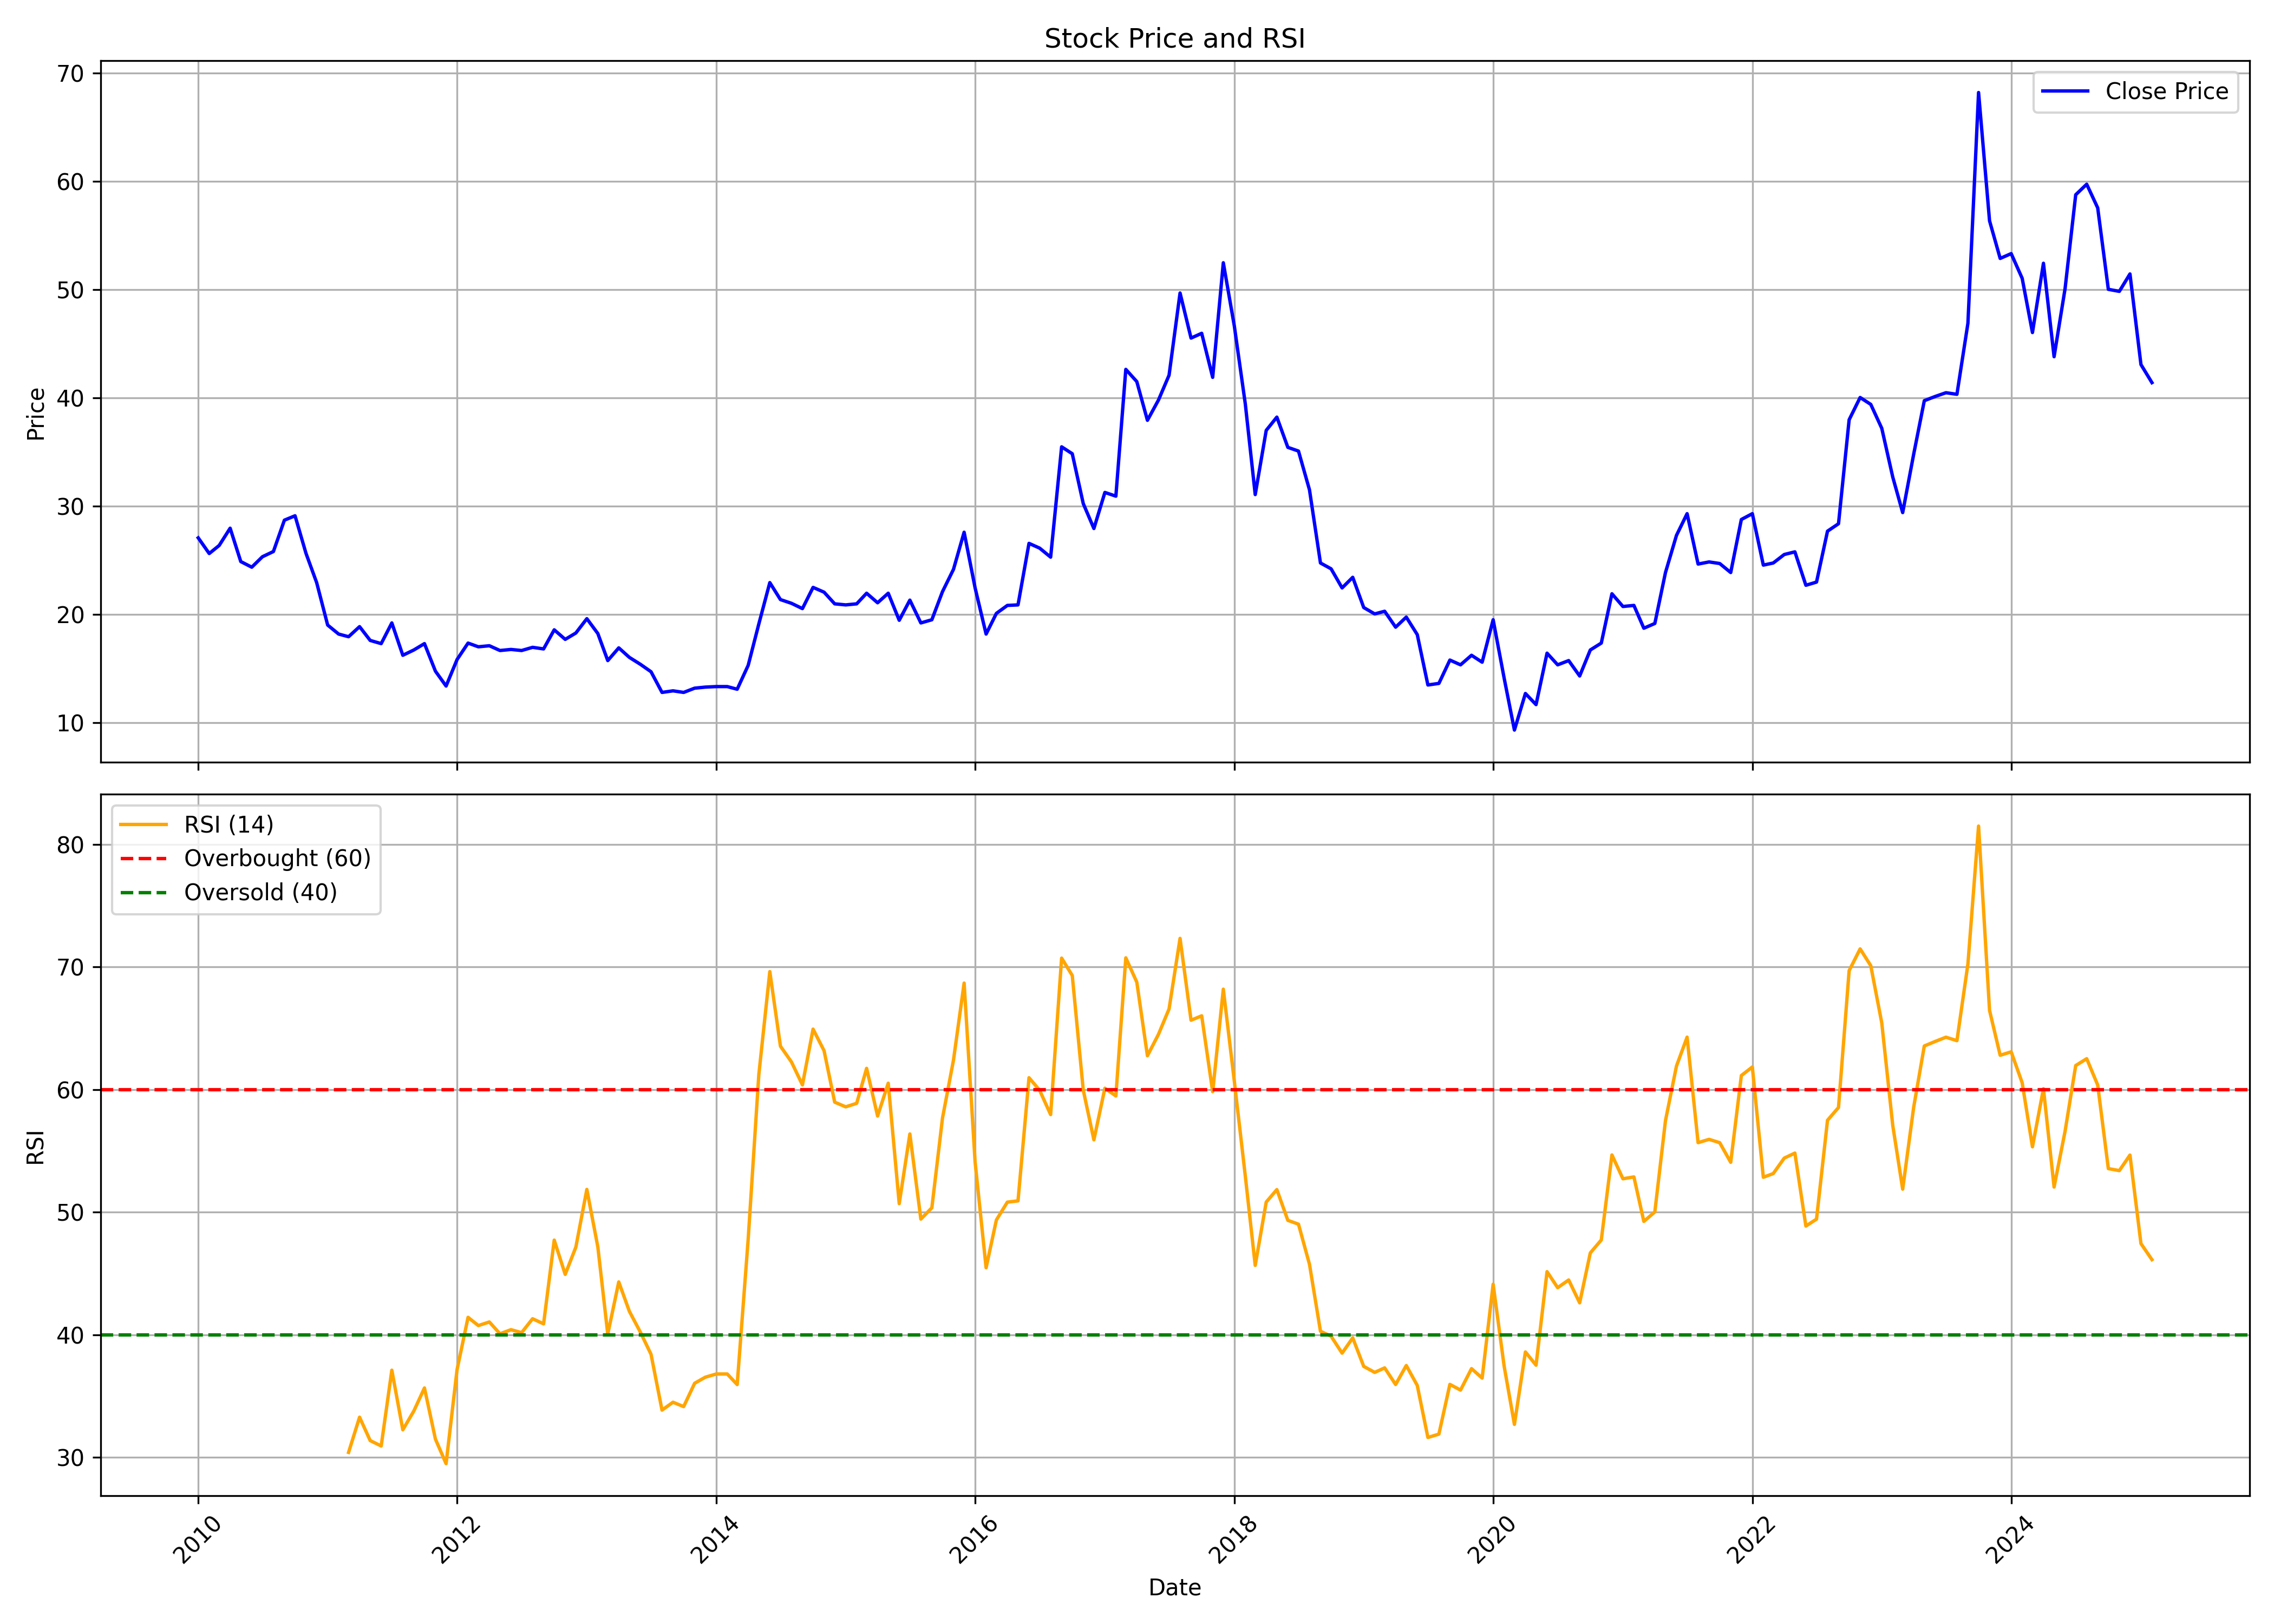 Stock Price and RSI
Close Price
70
60
50
40
30
20
10
Price
RSI (14)
Overbought (60)
Oversold (40)
80
70
60
50
40
30
RSI
2010
2012
2014
2016
2018
2020
2022
2024
Date